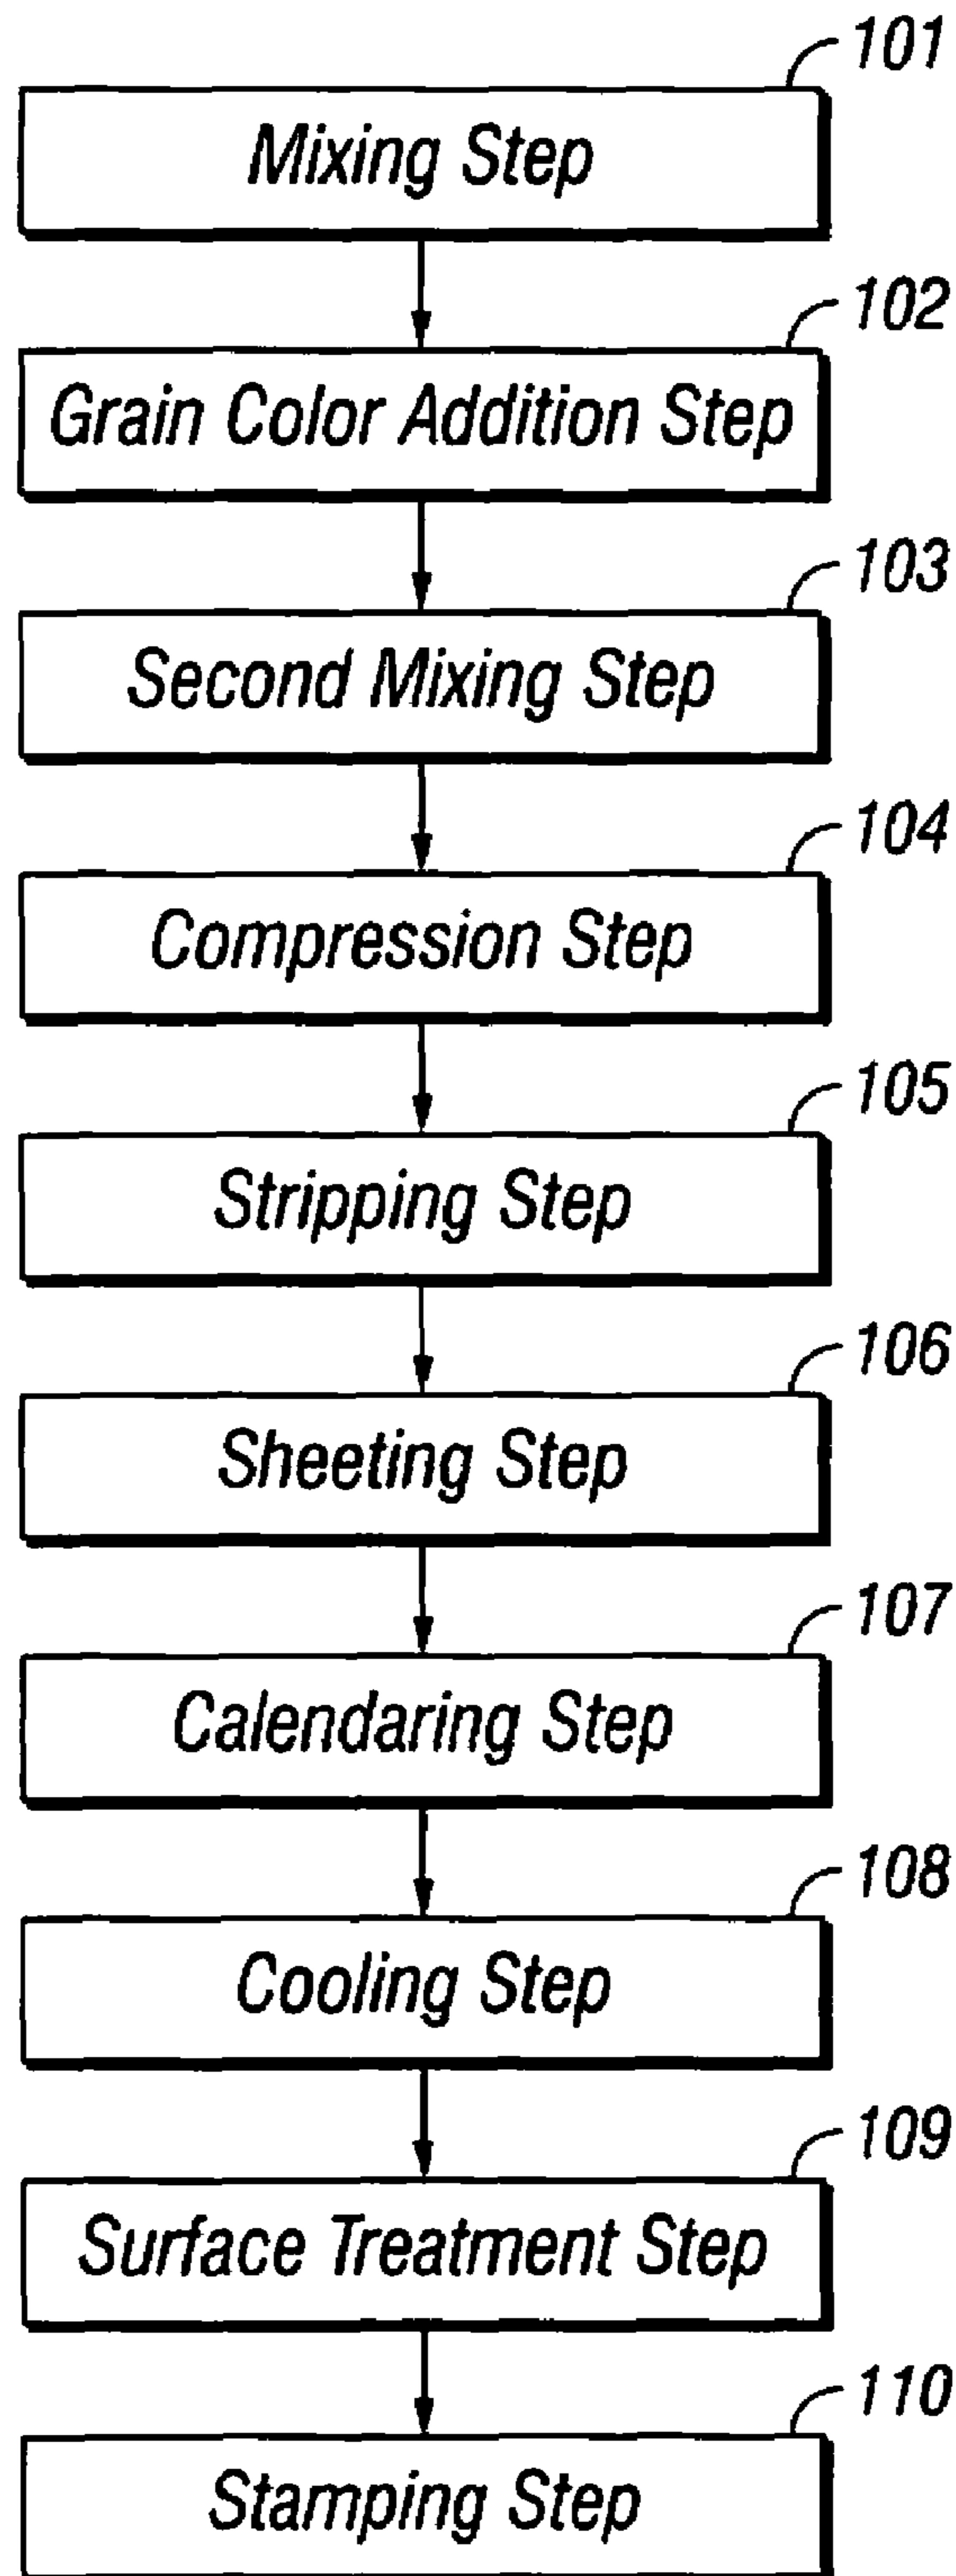 101
Mixing Step
102
Grain Color Addition Step
103
Second Mixing Step
104
Compression Step
105
Stripping Step
106
Sheeting Step
107
Calendaring Step
108
Cooling Step
109
Surface Treatment Step
110
Stamping Step